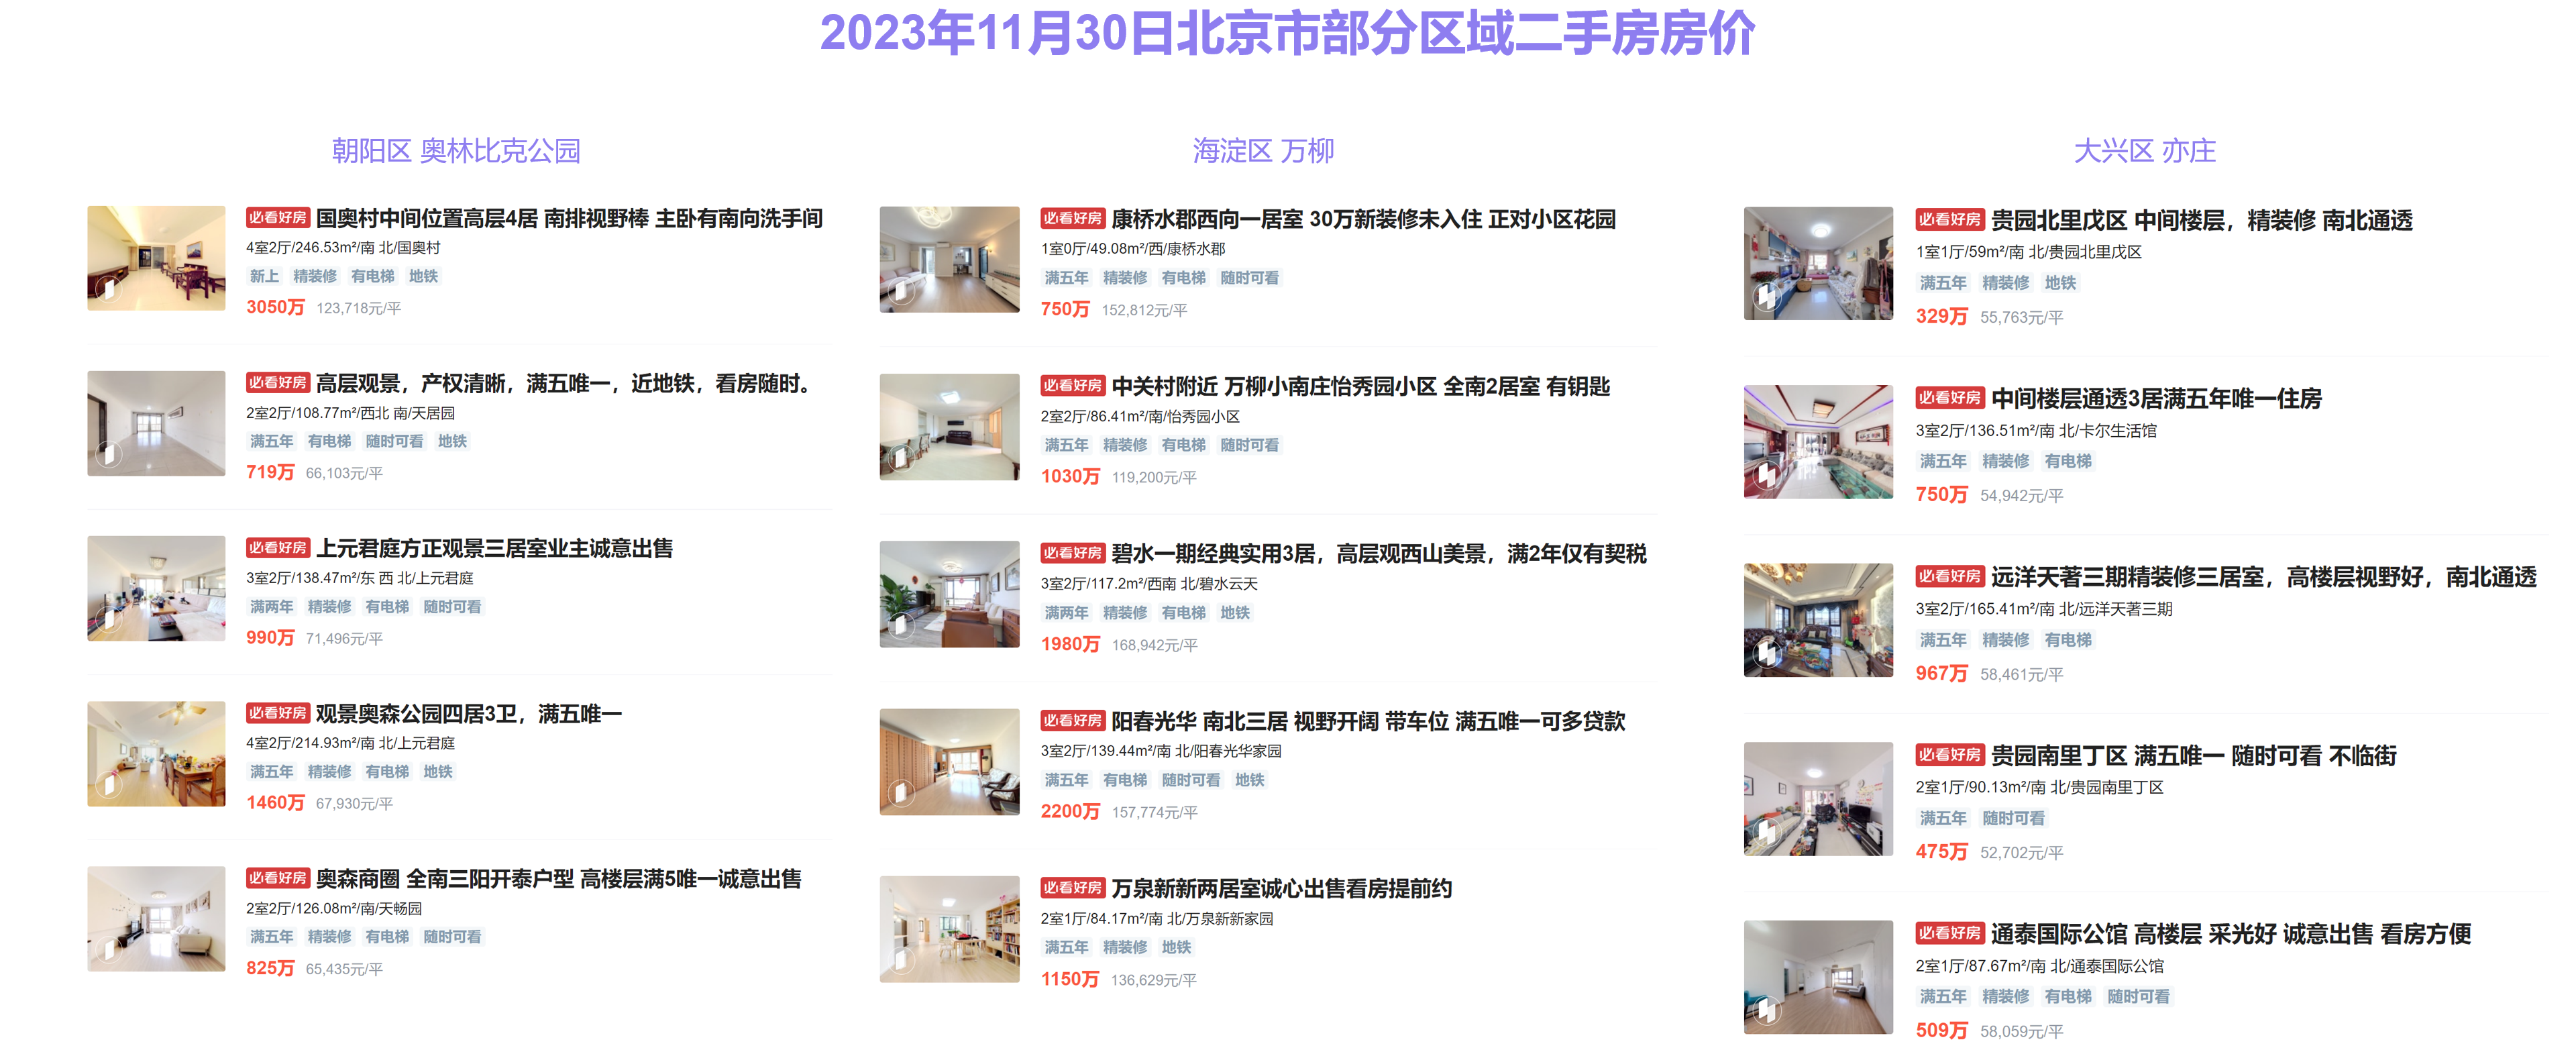 2023年11月30日北京市部分区域二手房房价
朝阳区 奥林比克公园
必看好房 国奥村中间位置高层4居 南排视野棒 主卧有南向洗手间
4室2厅/246.53m²/南 北/国奥村
新上 精装修 有电梯 地铁
3050万 123,718元/平
必看好房 高层观景，产权清晰，满五唯一，近地铁，看房随时。
2室2厅/108.77m²/西北 南/天居园
满五年 有电梯 随时可看 地铁
719万 66,103元/平
必看好房 上元君庭方正观景三居室业主诚意出售
3室2厅/138.47m²/东 西 北/上元君庭
满两年 精装修 有电梯 随时可看
990万 71,496元/平
必看好房 观景奥森公园四居3卫，满五唯一
4室2厅/214.93m²/南 北/上元君庭
满五年 精装修 有电梯 地铁
1460万 67,930元/平
必看好房 奥森商圈 全南三阳开泰户型 高楼层满5唯一诚意出售
2室2厅/126.08m²/南/天畅园
满五年 精装修 有电梯 随时可看
825万 65,435元/平
海淀区 万柳
必看好房 康桥水郡西向一居室 30万新装修未入住 正对小区花园
1室0厅/49.08m²/西/康桥水郡
满五年 精装修 有电梯 随时可看
750万 152,812元/平
必看好房 中关村附近 万柳小南庄怡秀园小区 全南2居室 有钥匙
2室2厅/86.41m²/南/怡秀园小区
满五年 精装修 有电梯 随时可看
1030万 119,200元/平
必看好房 碧水一期经典实用3居，高层观西山美景，满2年仅有契税
3室2厅/117.2m²/西南 北/碧水云天
满两年 精装修 有电梯 地铁
1980万 168,942元/平
必看好房 阳春光华 南北三居 视野开阔 带车位 满五唯一可多贷款
3室2厅/139.44m²/南 北/阳春光华家园
满五年 有电梯 随时可看 地铁
2200万 157,774元/平
必看好房 万泉新新两居室诚心出售看房提前约
2室1厅/84.17m²/南 北/万泉新新家园
满五年 精装修 地铁
1150万 136,629元/平
大兴区 亦庄
必看好房 贵园北里戊区 中间楼层，精装修 南北通透
1室1厅/59m²/南 北/贵园北里戊区
满五年 精装修 地铁
329万 55,763元/平
必看好房 中间楼层通透3居满五年唯一住房
3室2厅/136.51m²/南 北/卡尔生活馆
满五年 精装修 有电梯
750万 54,942元/平
必看好房 远洋天著三期精装修三居室，高楼层视野好，南北通透
3室2厅/165.41m²/南 北/远洋天著三期
满五年 精装修 有电梯
967万 58,461元/平
必看好房 贵园南里丁区 满五唯一 随时可看 不临街
2室1厅/90.13m²/南 北/贵园南里丁区
满五年 随时可看
475万 52,702元/平
必看好房 通泰国际公馆 高楼层 采光好 诚意出售 看房方便
2室1厅/87.67m²/南 北/通泰国际公馆
满五年 精装修 有电梯 随时可看
509万 58,059元/平